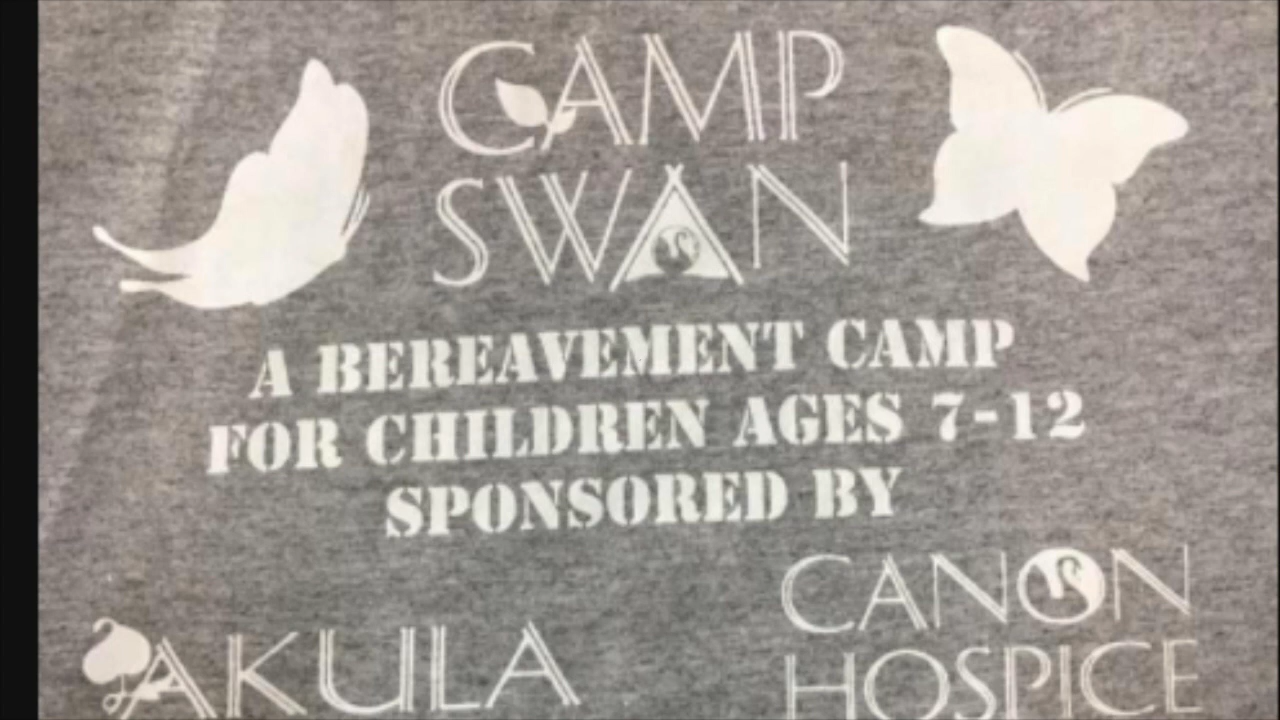 CAMP
SWAN
A BEREAVEMENT CAMP
FOR CHILDREN AGES 7-12
SPONSORED BY
AKULA
CANON
HOSPICE